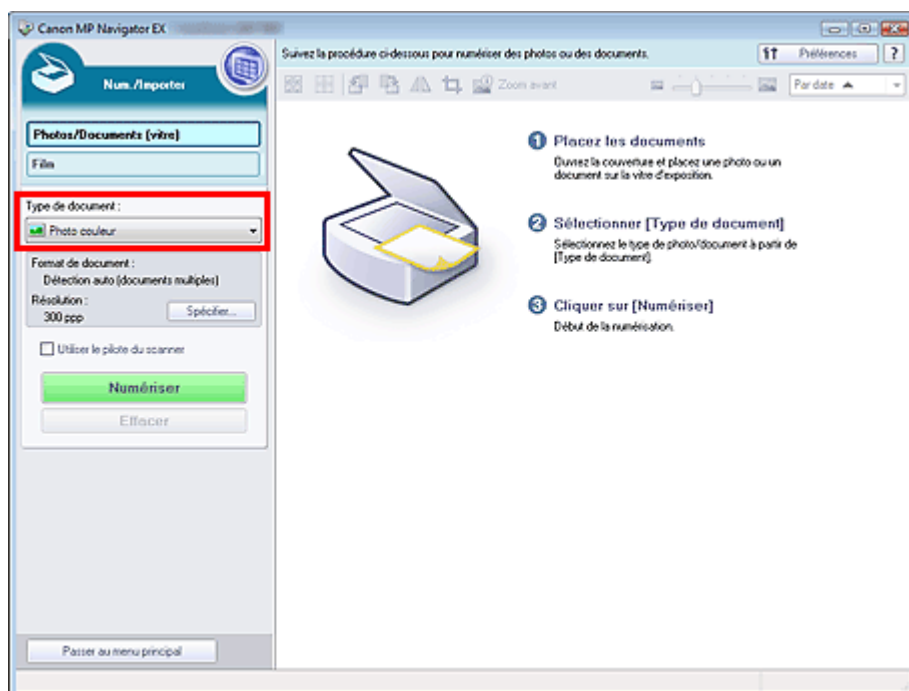 Canon MP Navigator EX
Num./Importer
Suivez la procédure ci-dessous pour numériser des photos ou des documents.
Préférences
?
Zoom avant
Par date
Photos/Documents (vitre)
Film
Type de document :
Photo couleur
Format de document :
Détection auto (documents multiples)
Résolution :
300 ppp
Spécifier...
Utiliser le pilote du scanner
Numériser
Effacer
1 Placez les documents
Ouvrez la couverture et placez une photo ou un
document sur la vitre d'exposition.
2 Sélectionner [Type de document]
Sélectionnez le type de photo/document à partir de
[Type de document].
3 Cliquer sur [Numériser]
Début de la numérisation.
Passer au menu principal